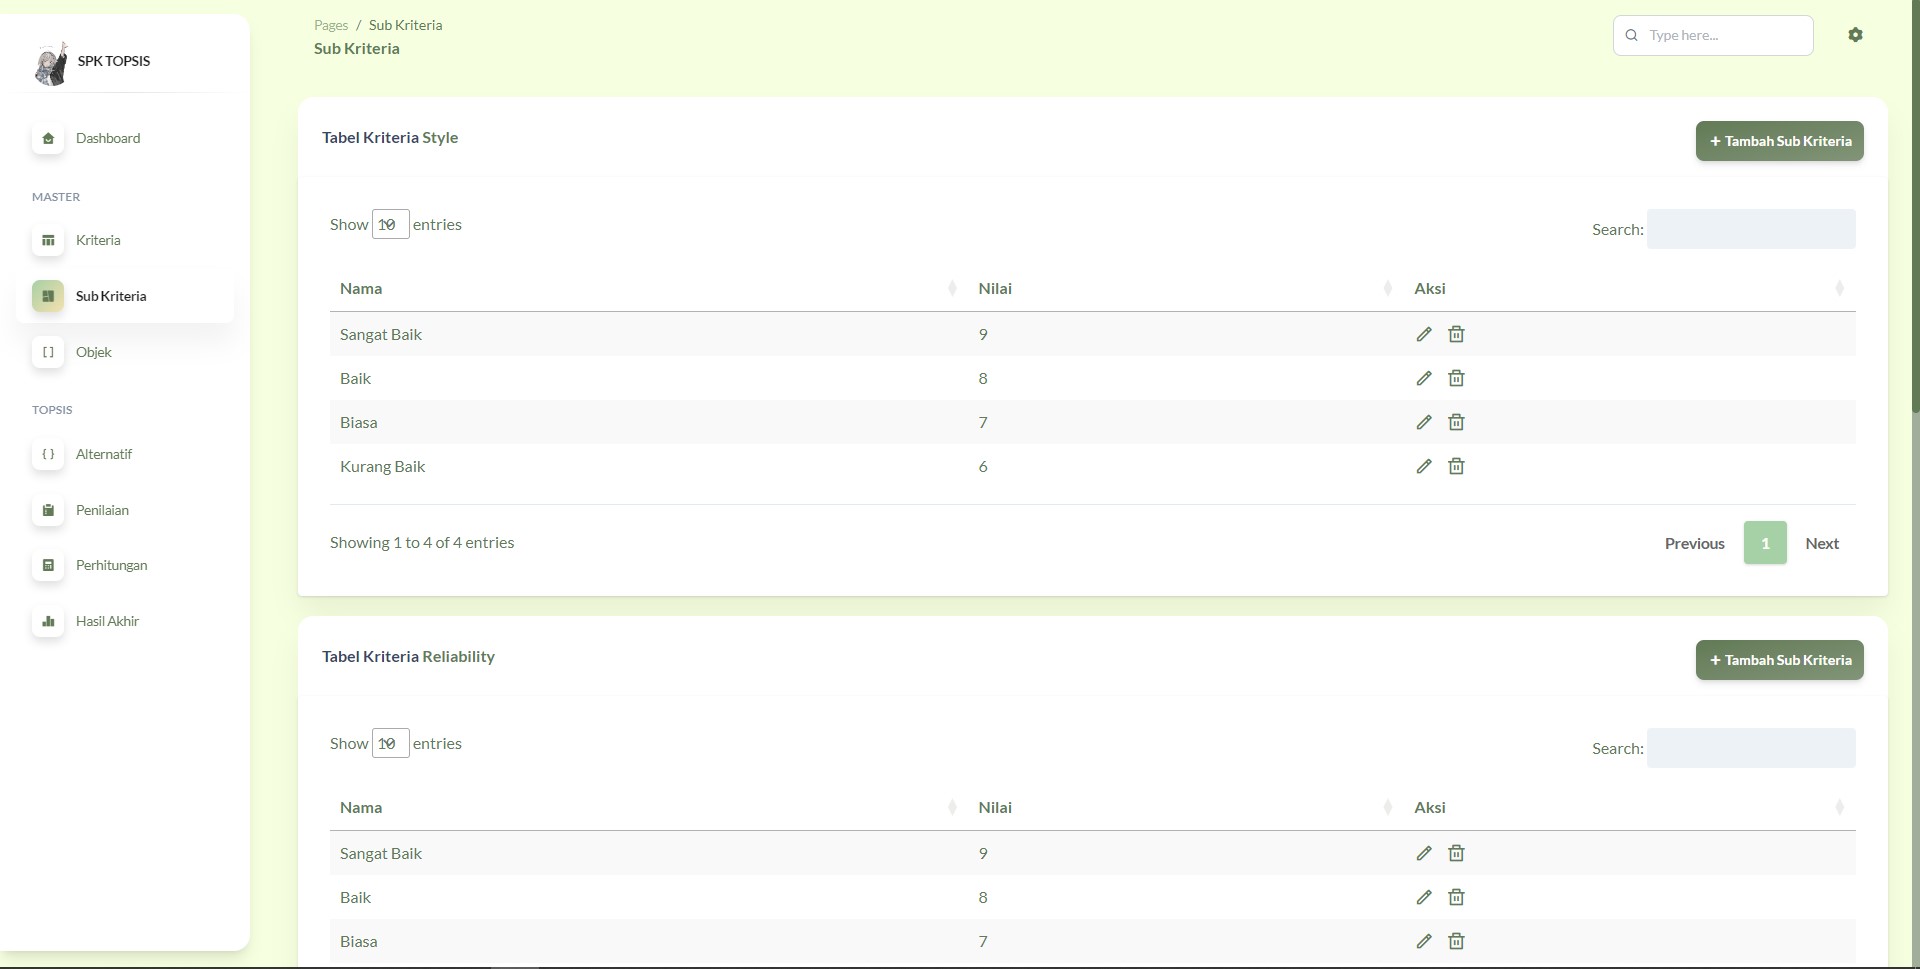 SPK TOPSIS
Dashboard
MASTER
Kriteria
Sub Kriteria
Objek
TOPSIS
Alternatif
Penilaian
Perhitungan
Hasil Akhir
Pages / Sub Kriteria
Sub Kriteria
Type here...
Tabel Kriteria Style
+ Tambah Sub Kriteria
Show 10 entries
Search:
Nama Nilai Aksi
Sangat Baik 9
Baik 8
Biasa 7
Kurang Baik 6
Showing 1 to 4 of 4 entries
Previous 1 Next
Tabel Kriteria Reliability
+ Tambah Sub Kriteria
Show 10 entries
Search:
Nama Nilai Aksi
Sangat Baik 9
Baik 8
Biasa 7